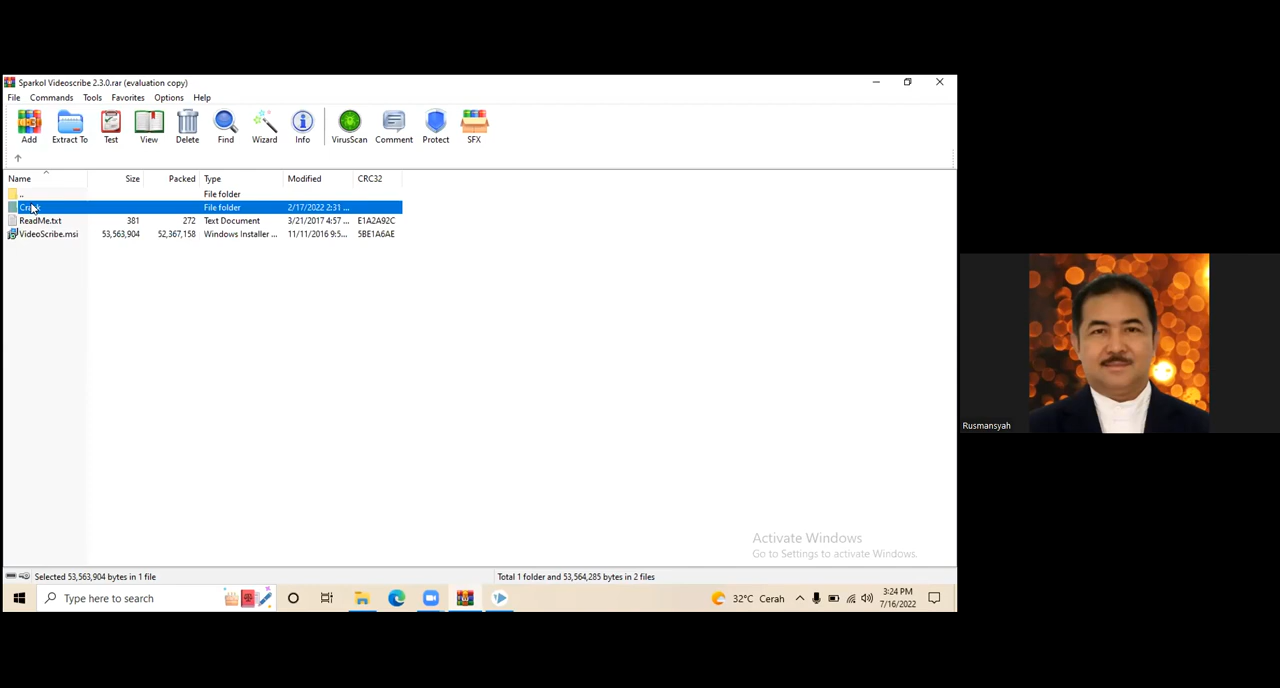 Sparkol Videoscribe 2.3.0.rar (evaluation copy)
File Commands Tools Favorites Options Help
Add Extract To Test View Delete Find Wizard Info VirusScan Comment Protect SFX
Name Size Packed Type Modified CRC32
.. File folder
Crack File folder 2/17/2022 2:31 ...
ReadMe.txt 381 272 Text Document 3/21/2017 4:57 ... E1A2A92C
VideoScribe.msi 53,563,904 52,367,158 Windows Installer ... 11/11/2016 9:5... 5BE1A6AE
Rusmansyah
Activate Windows
Go to Settings to activate Windows.
Selected 53,563,904 bytes in 1 file Total 1 folder and 53,564,285 bytes in 2 files
Type here to search 32°C Cerah 3:24 PM
7/16/2022